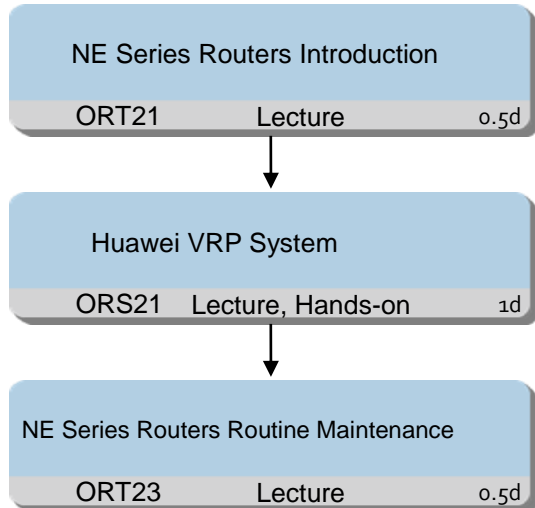 NE Series Routers Introduction
ORT21 Lecture 0.5d
Huawei VRP System
ORS21 Lecture, Hands-on 1d
NE Series Routers Routine Maintenance
ORT23 Lecture 0.5d